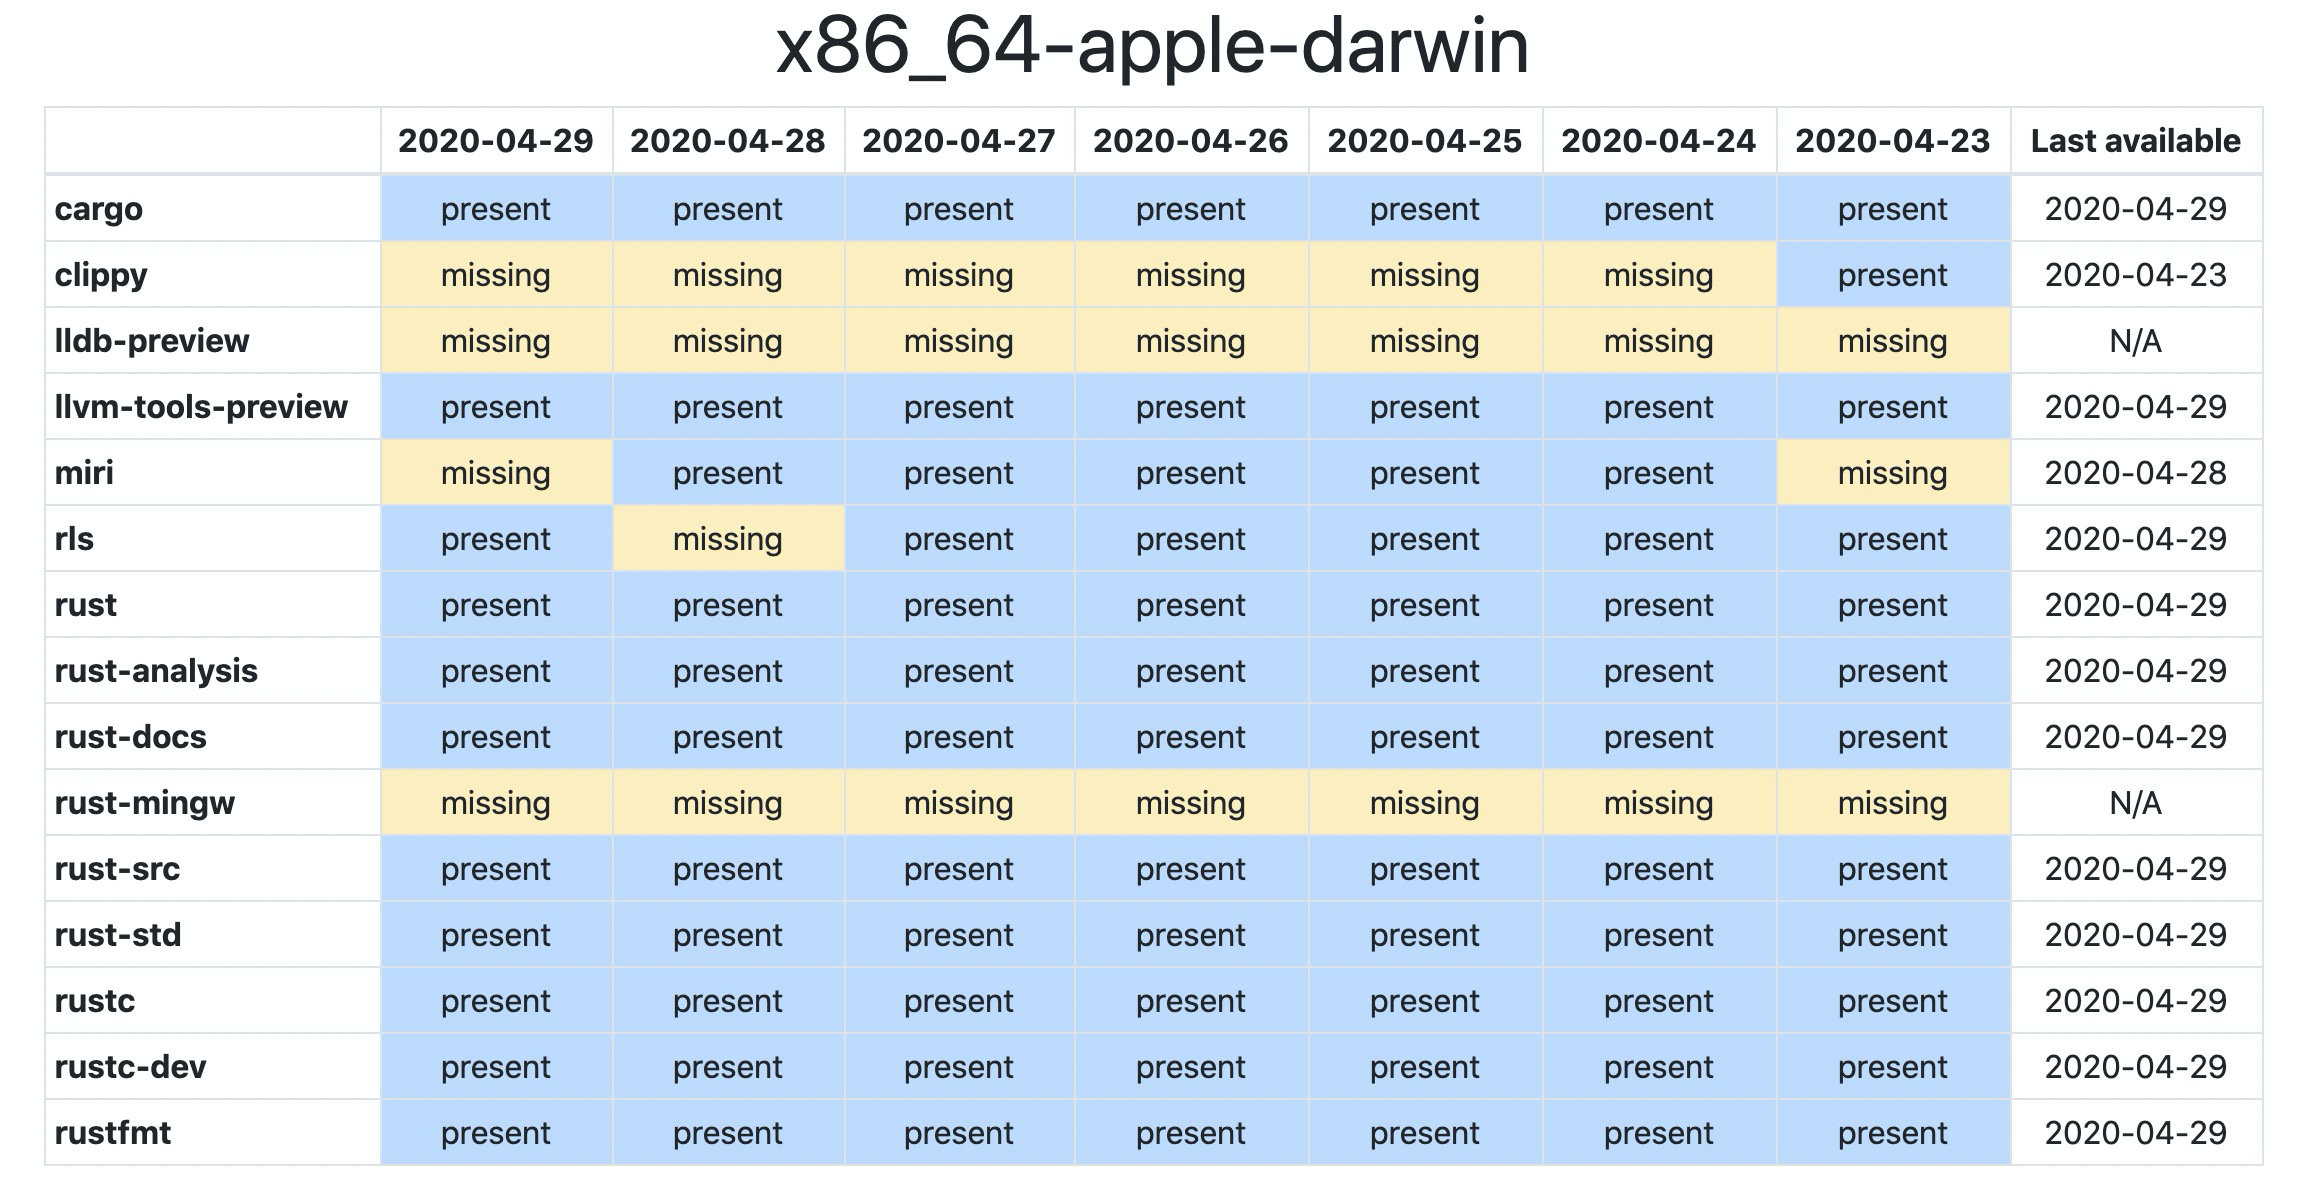 x86_64-apple-darwin
2020-04-29 2020-04-28 2020-04-27 2020-04-26 2020-04-25 2020-04-24 2020-04-23 Last available
cargo present present present present present present present 2020-04-29
clippy missing missing missing missing missing missing present 2020-04-23
lldb-preview missing missing missing missing missing missing missing N/A
llvm-tools-preview present present present present present present present 2020-04-29
miri missing present present present present present missing 2020-04-28
rls present missing present present present present present 2020-04-29
rust present present present present present present present 2020-04-29
rust-analysis present present present present present present present 2020-04-29
rust-docs present present present present present present present 2020-04-29
rust-mingw missing missing missing missing missing missing missing N/A
rust-src present present present present present present present 2020-04-29
rust-std present present present present present present present 2020-04-29
rustc present present present present present present present 2020-04-29
rustc-dev present present present present present present present 2020-04-29
rustfmt present present present present present present present 2020-04-29